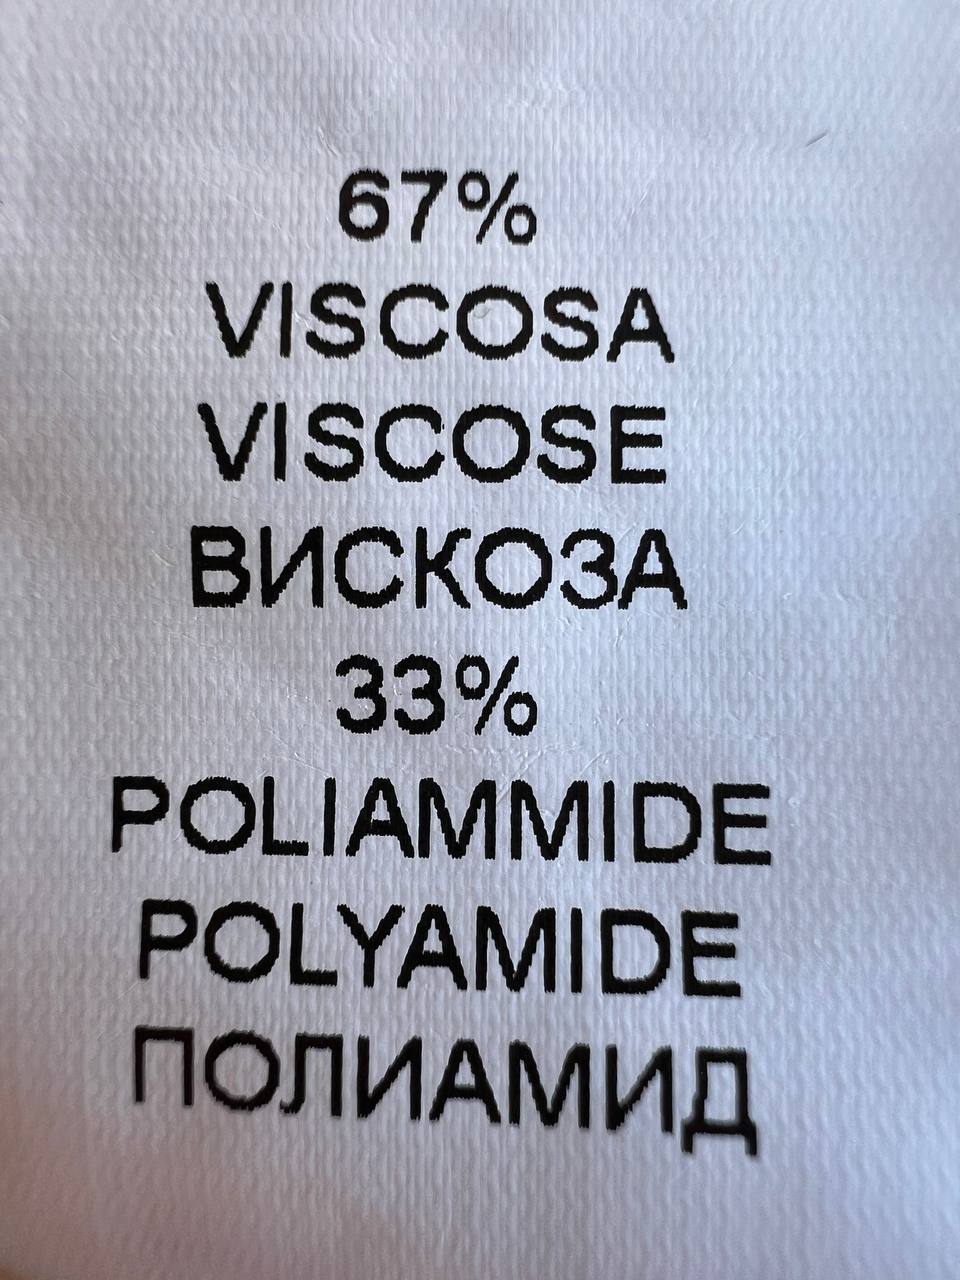 67%
VISCOSA
VISCOSE
ВИСКОЗА
33%
POLIAMMIDE
POLYAMIDE
ПОЛИАМИД